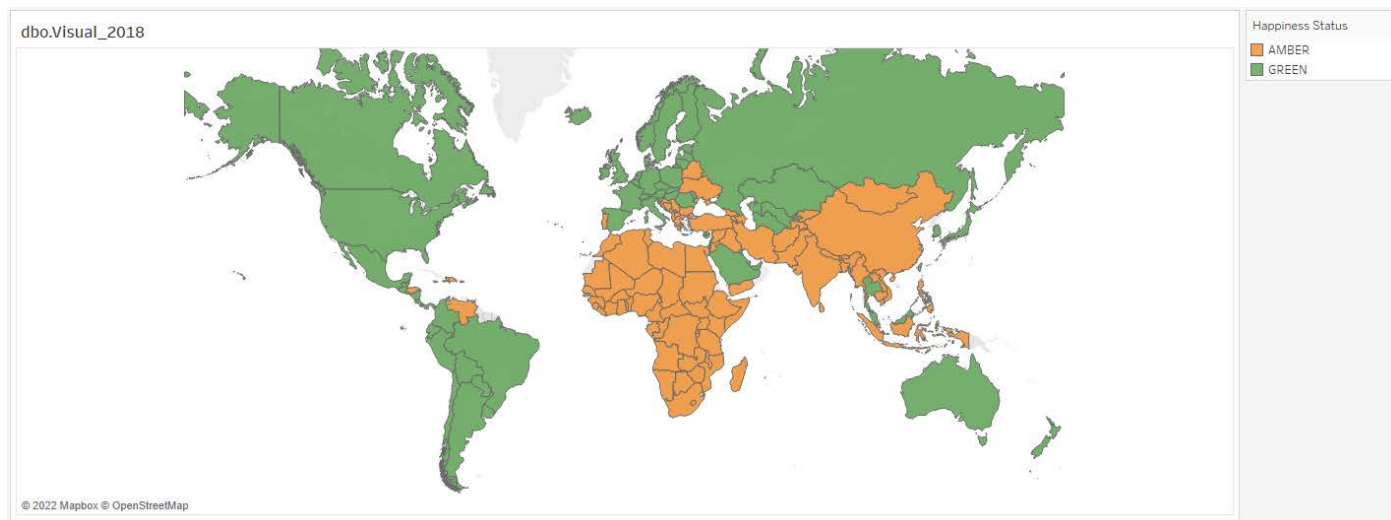 dbo.Visual_2018
Happiness Status
AMBER
GREEN
© 2022 Mapbox © OpenStreetMap